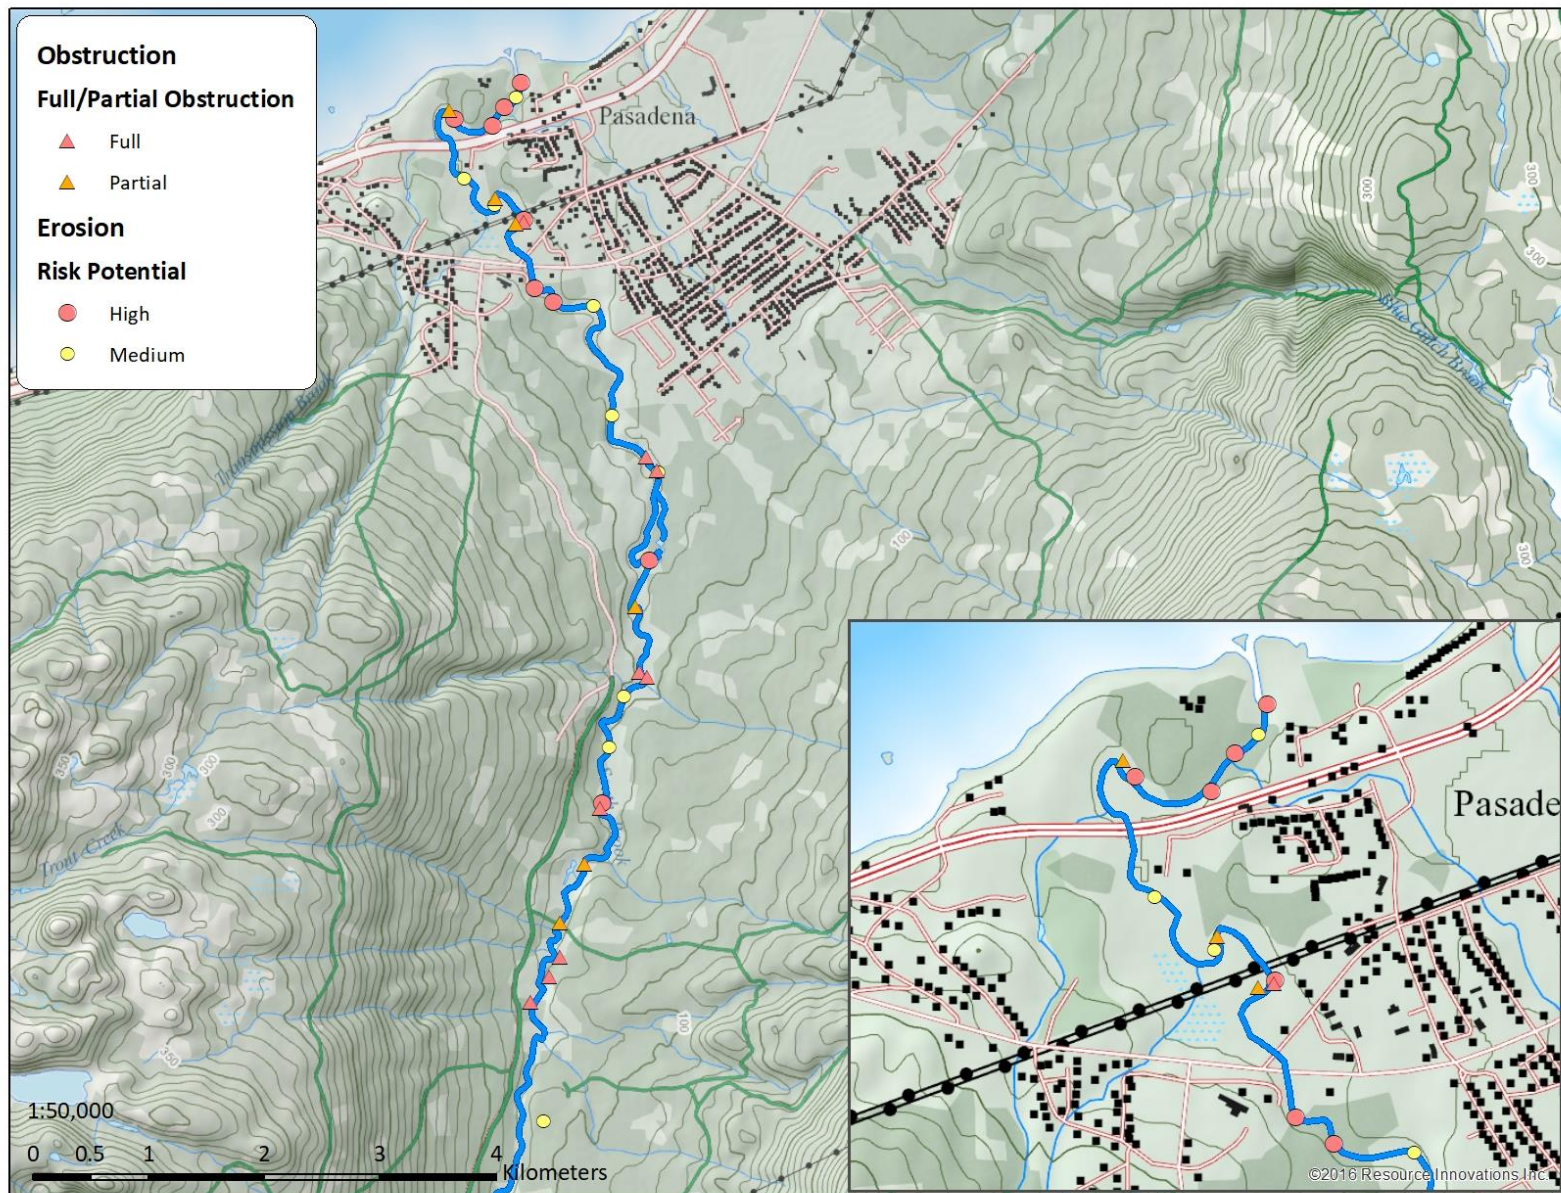 Obstruction
Full/Partial Obstruction
Full
Partial
Erosion
Risk Potential
High
Medium
Pasadena
300
300
300
Blue Gulch Brook
100
300
350
300
300
300
Trout Creek
100
350
1:50,000
0 0.5 1 2 3 4 Kilometers
Pasade
©2016 Resource Innovations Inc.